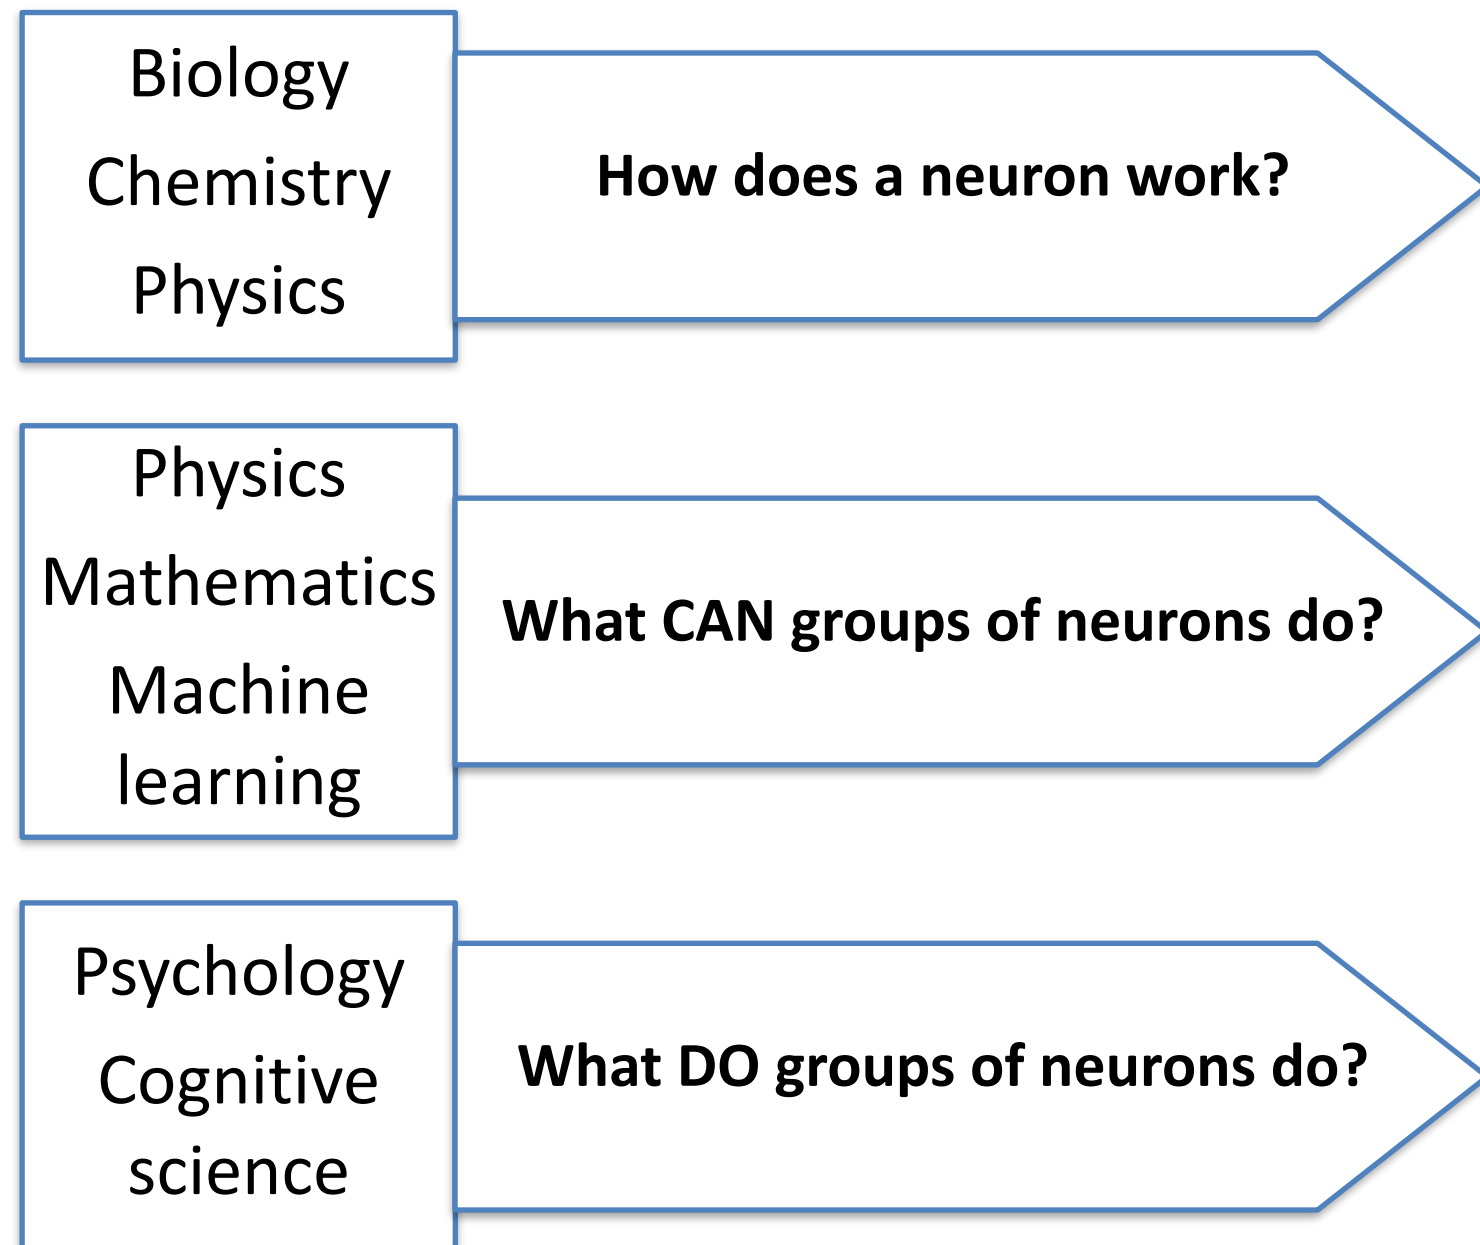 Biology
Chemistry
Physics
How does a neuron work?
Physics
Mathematics
Machine
learning
What CAN groups of neurons do?
Psychology
Cognitive
science
What DO groups of neurons do?